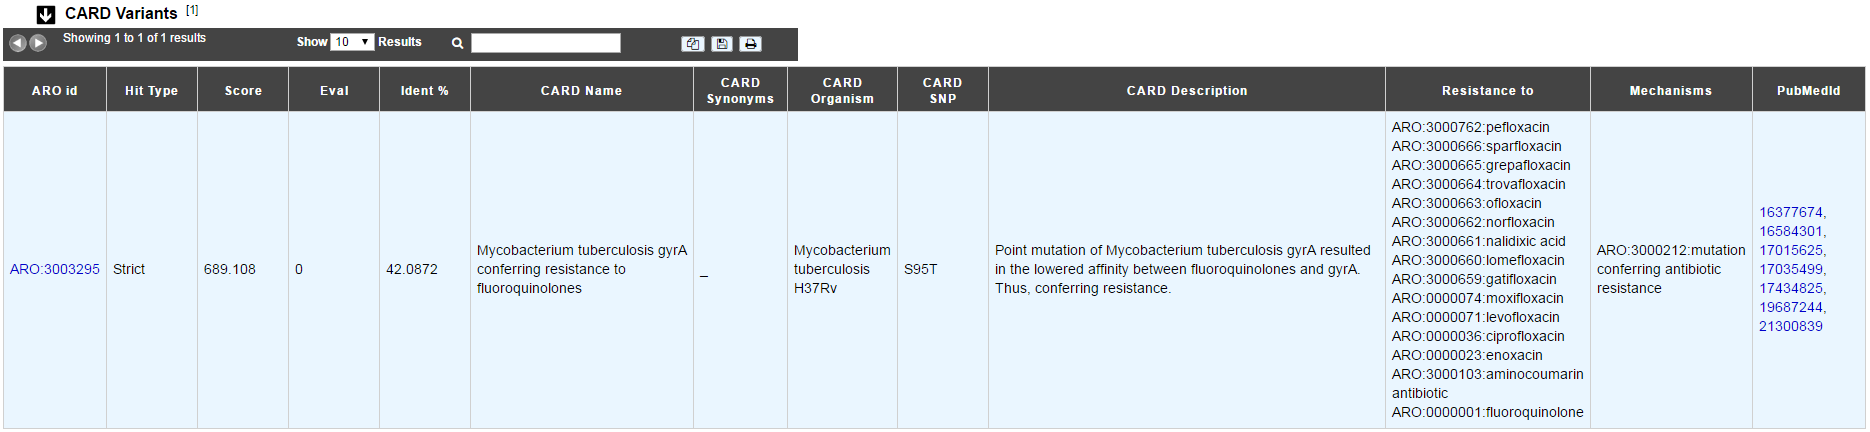 CARD Variants [1]
Showing 1 to 1 of 1 results
Show 10 Results
ARO id
Hit Type
Score
Eval
Ident %
CARD Name
CARD
Synonyms
CARD
Organism
CARD
SNP
CARD Description
Resistance to
Mechanisms
PubMedId
ARO:3003295
Strict
689.108
0
42.0872
Mycobacterium tuberculosis gyrA
conferring resistance to
fluoroquinolones
_
Mycobacterium
tuberculosis
H37Rv
S95T
Point mutation of Mycobacterium tuberculosis gyrA resulted
in the lowered affinity between fluoroquinolones and gyrA.
Thus, conferring resistance.
ARO:3000762:pefloxacin
ARO:3000666:sparfloxacin
ARO:3000665:grepafloxacin
ARO:3000664:trovafloxacin
ARO:3000663:ofloxacin
ARO:3000662:norfloxacin
ARO:3000661:nalidixic acid
ARO:3000660:lomefloxacin
ARO:3000659:gatifloxacin
ARO:0000074:moxifloxacin
ARO:0000071:levofloxacin
ARO:0000036:ciprofloxacin
ARO:0000023:enoxacin
ARO:3000103:aminocoumarin
antibiotic
ARO:0000001:fluoroquinolone
ARO:3000212:mutation
conferring antibiotic
resistance
16377674,
16584301,
17015625,
17035499,
17434825,
19687244,
21300839